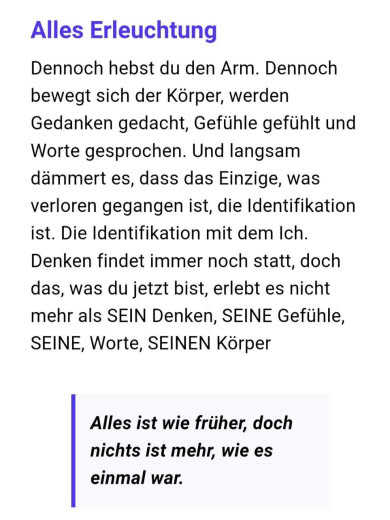 Alles Erleuchtung
Dennoch hebst du den Arm. Dennoch
bewegt sich der Körper, werden
Gedanken gedacht, Gefühle gefühlt und
Worte gesprochen. Und langsam
dämmert es, dass das Einzige, was
verloren gegangen ist, die Identifikation
ist. Die Identifikation mit dem Ich.
Denken findet immer noch statt, doch
das, was du jetzt bist, erlebt es nicht
mehr als SEIN Denken, SEINE Gefühle,
SEINE, Worte, SEINEN Körper
Alles ist wie früher, doch
nichts ist mehr, wie es
einmal war.